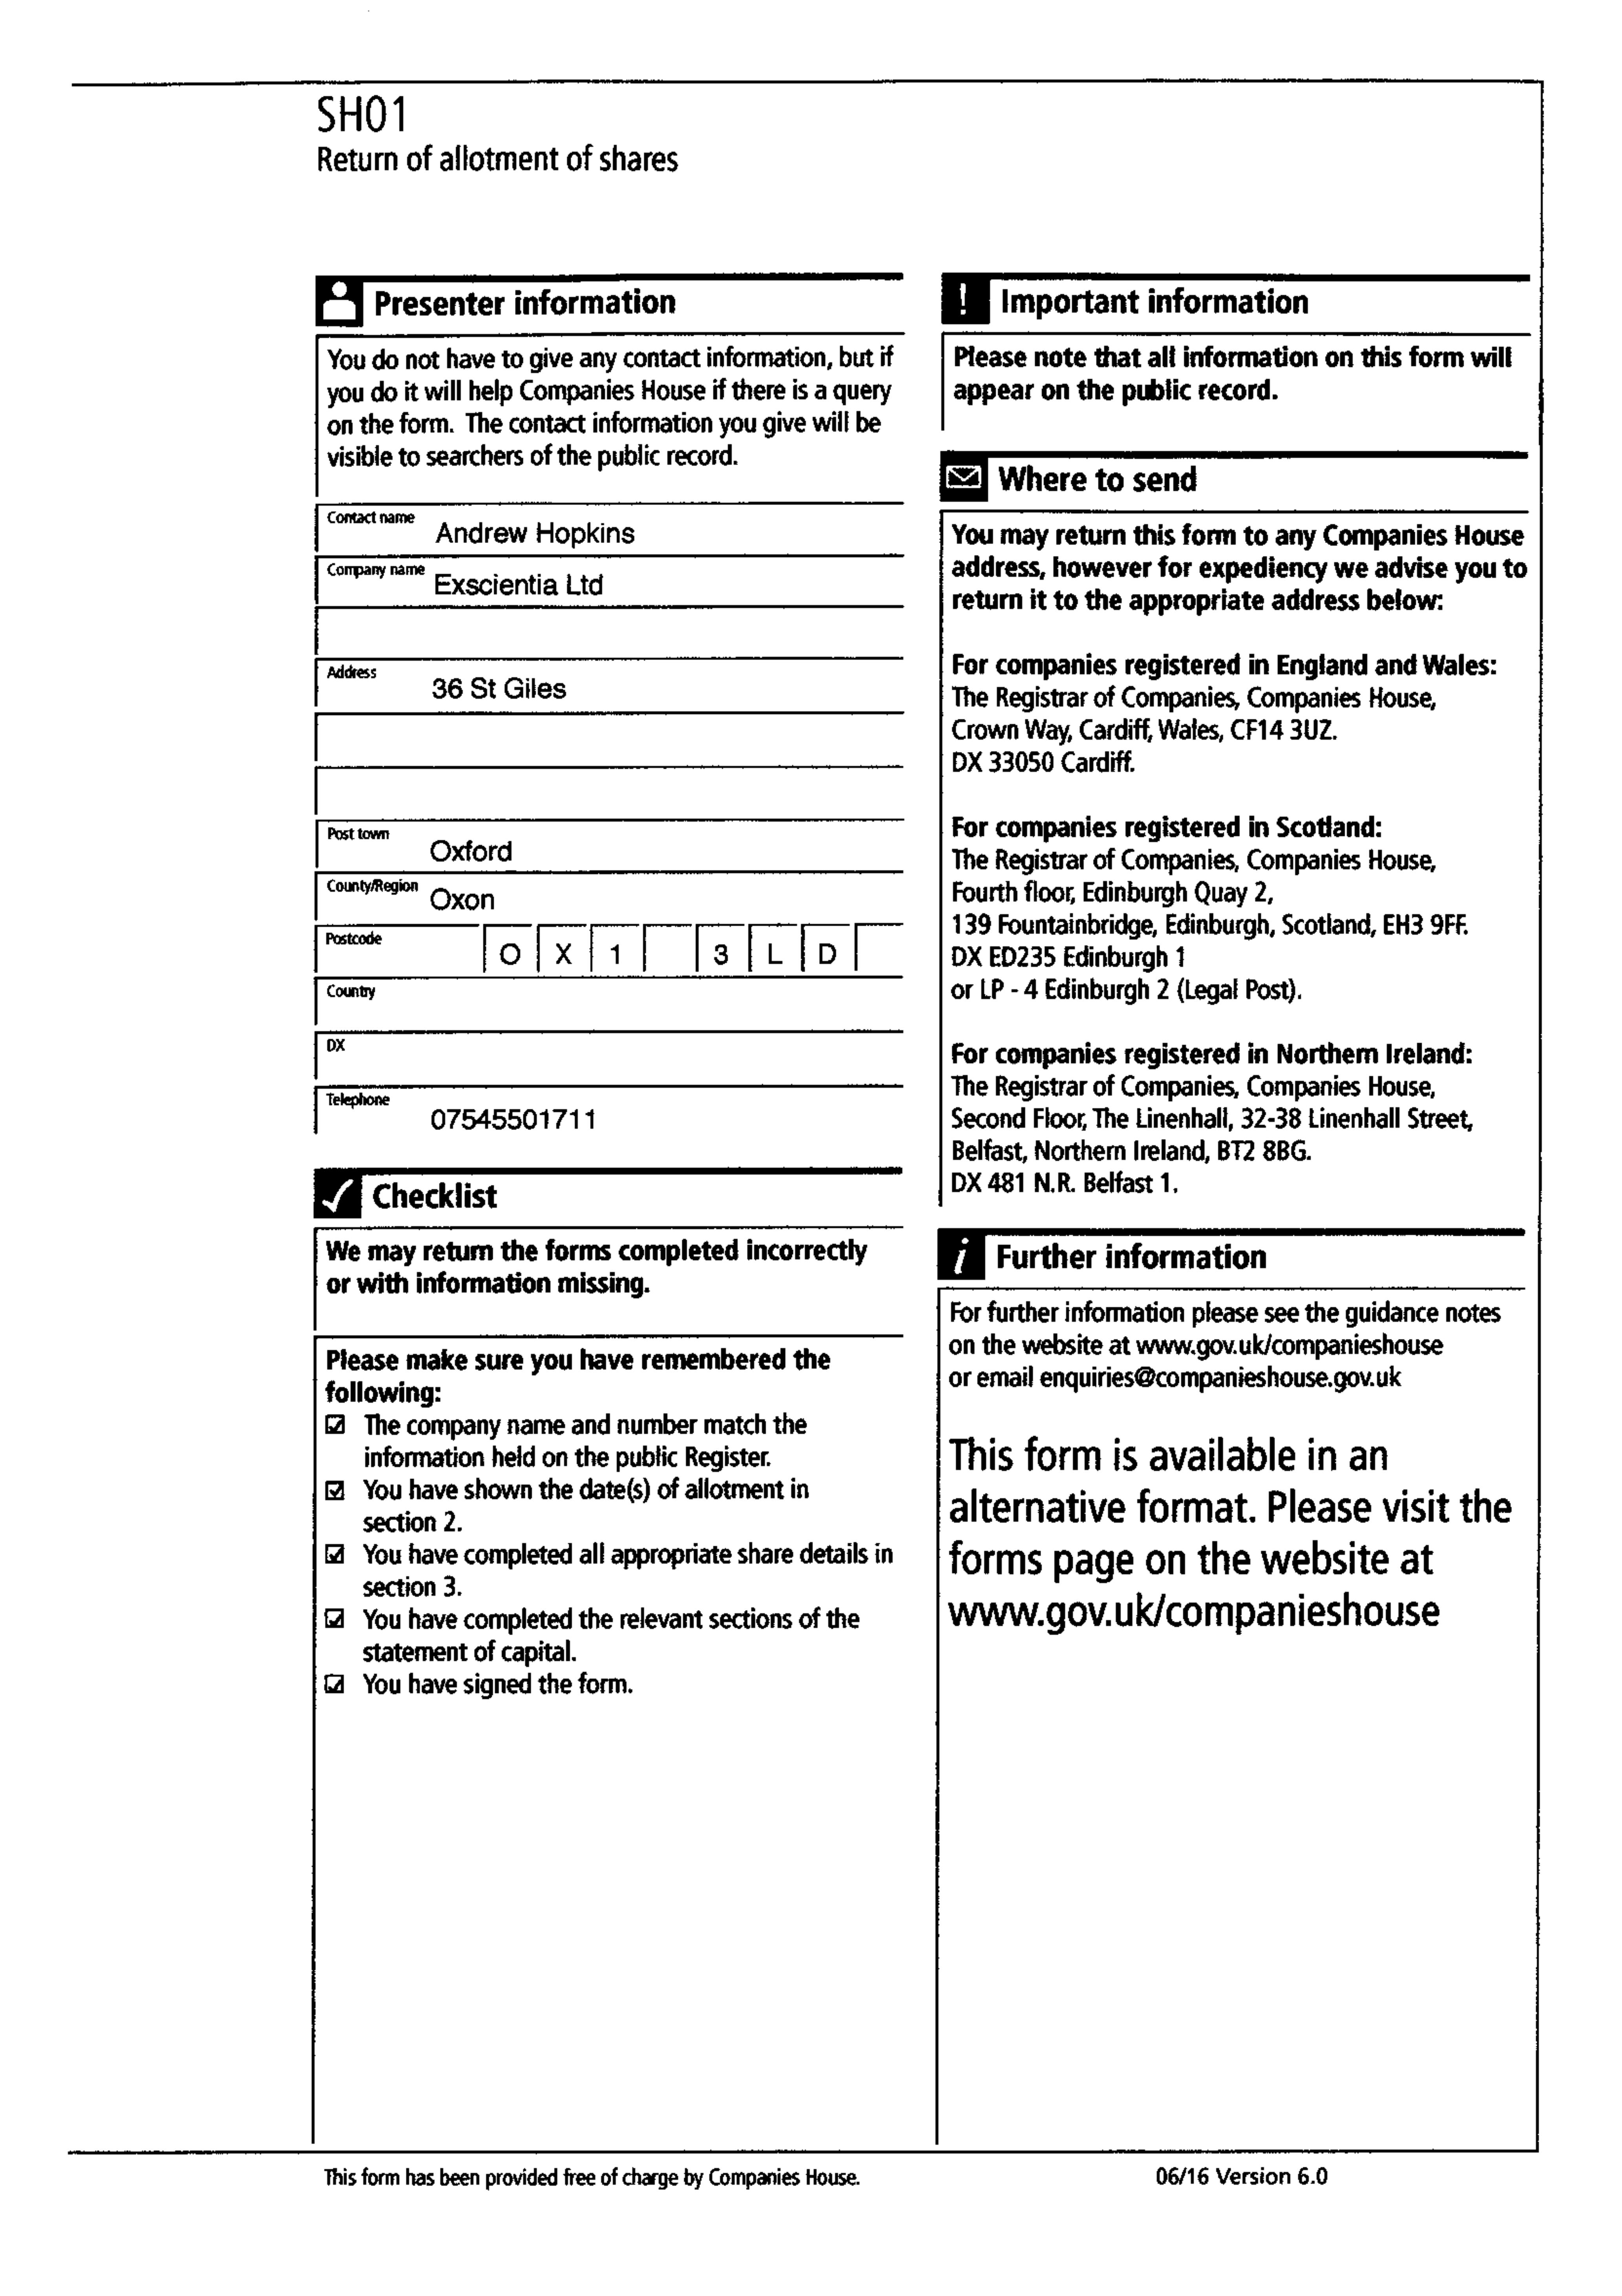 SH01
Return of allotment of shares
Presenter information
You do not have to give any contact information, but if
you do it will help Companies House if there is a query
on the form. The contact information you give will be
visible to searchers of the public record.
Contact name
Andrew Hopkins
Company name
Exscientia Ltd
Address
36 St Giles
Post town
Oxford
County/Region
Oxon
Postcode
O X 1 3 L D
Country
DX
Telephone
07545501711
Checklist
We may return the forms completed incorrectly
or with information missing.
Please make sure you have remembered the
following:
The company name and number match the
information held on the public Register.
You have shown the date(s) of allotment in
section 2.
You have completed all appropriate share details in
section 3.
You have completed the relevant sections of the
statement of capital.
You have signed the form.
Important information
Please note that all information on this form will
appear on the public record.
Where to send
You may return this form to any Companies House
address, however for expediency we advise you to
return it to the appropriate address below:
For companies registered in England and Wales:
The Registrar of Companies, Companies House,
Crown Way, Cardiff, Wales, CF14 3UZ.
DX 33050 Cardiff.
For companies registered in Scotland:
The Registrar of Companies, Companies House,
Fourth floor, Edinburgh Quay 2,
139 Fountainbridge, Edinburgh, Scotland, EH3 9FF.
DX ED235 Edinburgh 1
or LP - 4 Edinburgh 2 (Legal Post).
For companies registered in Northern Ireland:
The Registrar of Companies, Companies House,
Second Floor, The Linenhall, 32-38 Linenhall Street,
Belfast, Northern Ireland, BT2 8BG.
DX 481 N.R. Belfast 1.
Further information
For further information please see the guidance notes
on the website at www.gov.uk/companieshouse
or email enquiries@companieshouse.gov.uk
This form is available in an
alternative format. Please visit the
forms page on the website at
www.gov.uk/companieshouse
This form has been provided free of charge by Companies House.
06/16 Version 6.0